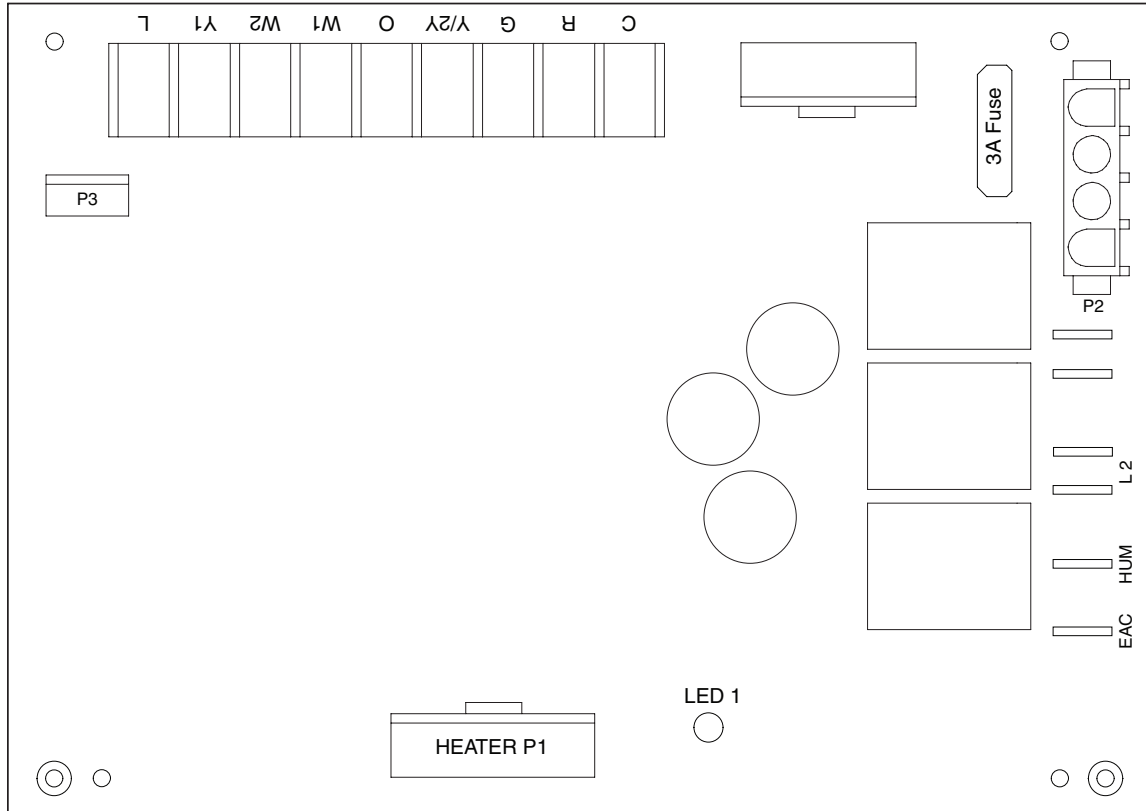 L Y1 W2 W1 O Y/2Y G R C
3A Fuse
P3
P2
L 2
HUM
EAC
LED 1
HEATER P1